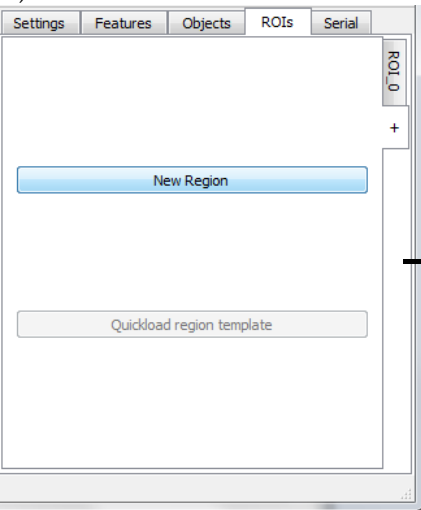 Settings Features Objects ROIs Serial
ROI_0
+
New Region
Quickload region template